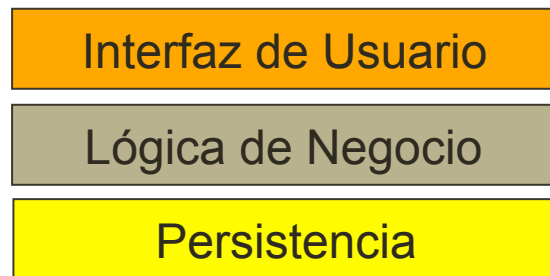 Interfaz de Usuario
Lógica de Negocio
Persistencia